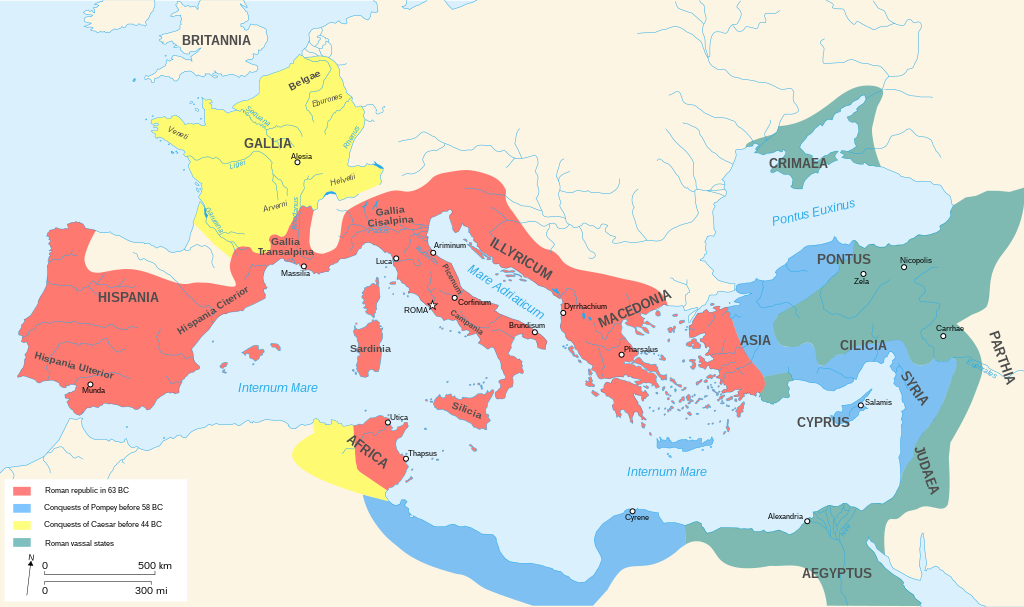 BRITANNIA
Belgae
Eburones
Sequana
Veneti
GALLIA
Rhenus
Alesia
Liger
Helvetii
Arverni
Garumna
Rhodanus
CRIMAEA
Pontus Euxinus
Gallia
Cisalpina
Padus
Gallia
Transalpina
Massilia
Luca
Ariminum
ILLYRICUM
PONTUS
Nicopolis
Zela
HISPANIA
Hispania Citerior
Picenum
Mare Adriaticum
Corfinium
ROMA
Campania
Brundisum
Dyrrhachium
MACEDONIA
Carrhae
PARTHIA
Hispania Ulterior
Munda
Sardinia
Pharsalus
ASIA
CILICIA
Euphrates
Internum Mare
Silicia
SYRIA
Salamis
CYPRUS
Utica
AFRICA
Thapsus
Internum Mare
JUDAEA
Cyrene
Alexandria
Nile
AEGYPTUS
Roman republic in 63 BC
Conquests of Pompey before 58 BC
Conquests of Caesar before 44 BC
Roman vassal states
N
0 500 km
0 300 mi